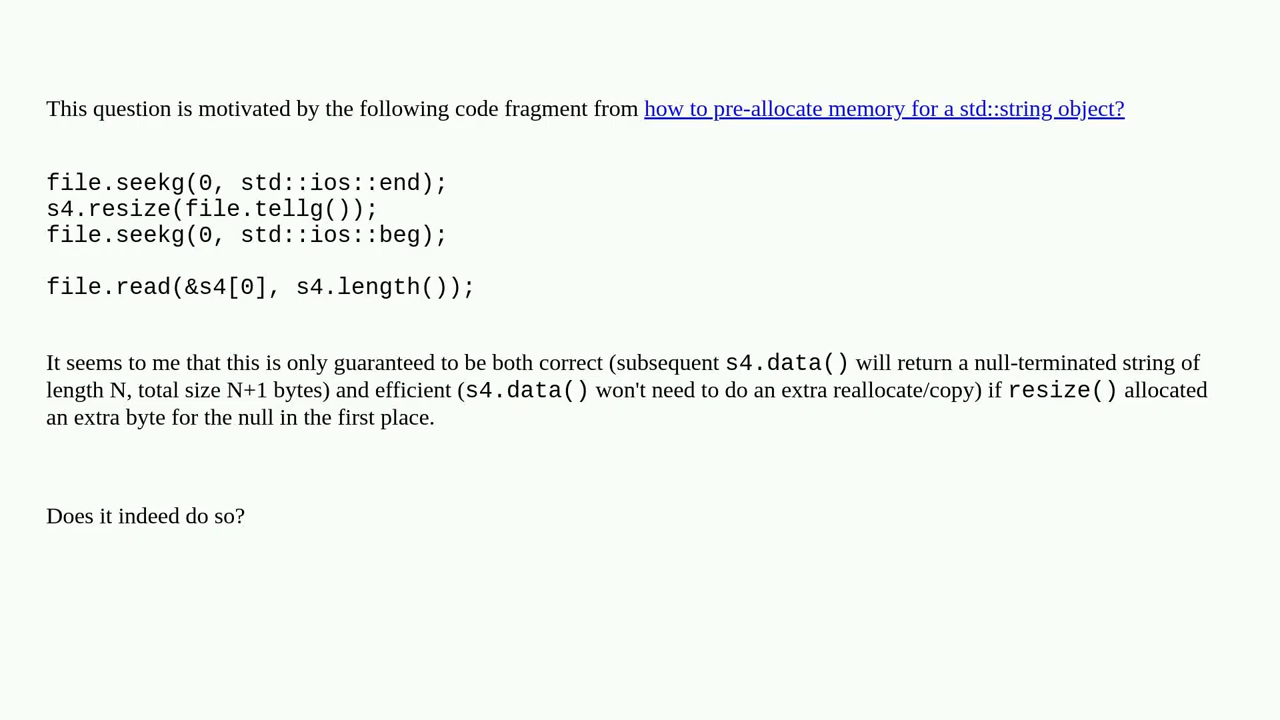 This question is motivated by the following code fragment from how to pre-allocate memory for a std::string object?
file.seekg(0, std::ios::end);
s4.resize(file.tellg());
file.seekg(0, std::ios::beg);
file.read(&s4[0], s4.length());
It seems to me that this is only guaranteed to be both correct (subsequent s4.data() will return a null-terminated string of
length N, total size N+1 bytes) and efficient (s4.data() won't need to do an extra reallocate/copy) if resize() allocated
an extra byte for the null in the first place.
Does it indeed do so?